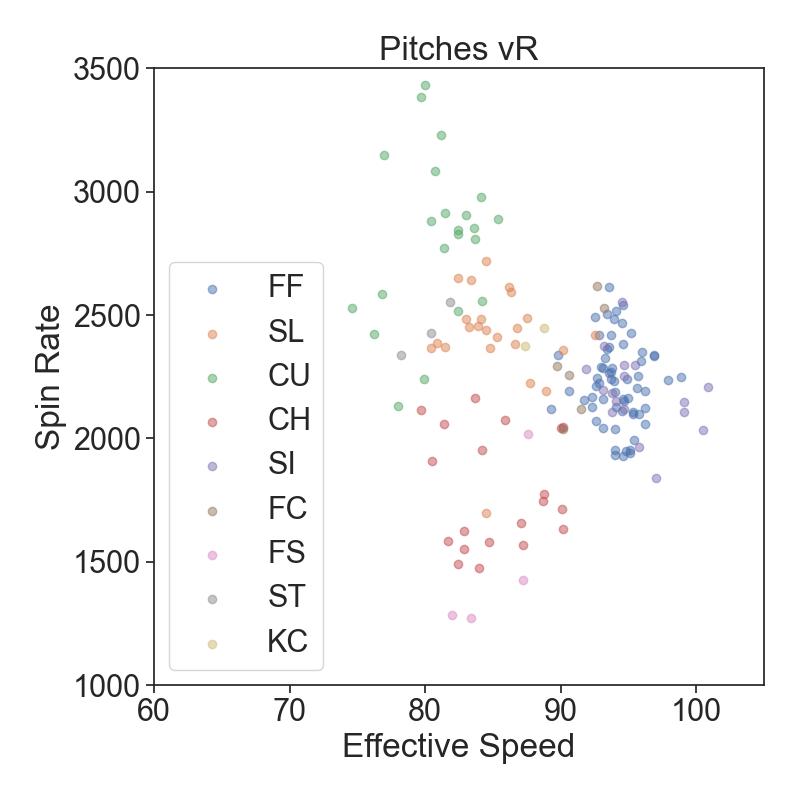 Pitches vR
3500
3000
2500
2000
1500
1000
Spin Rate
FF
SL
CU
CH
SI
FC
FS
ST
KC
60
70
80
90
100
Effective Speed